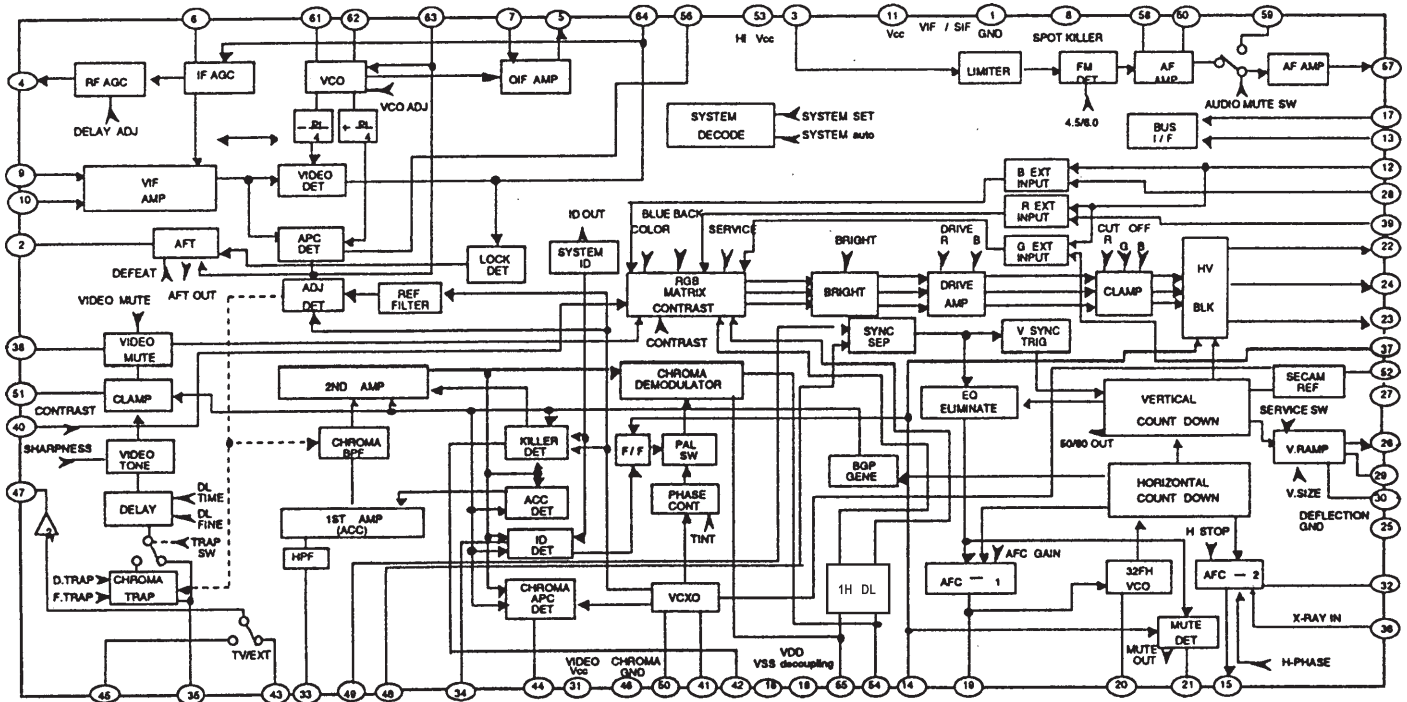 6 61 62 63 7 5 64 56 53 3 11 1 8 58 60 59
HI Vcc
Vcc
VIF / SIF
GND
SPOT KILLER
4
RF AGC
IF AGC
VCO
OIF AMP
LIMITER
FM
DET
AF
AMP
AF AMP
57
DELAY ADJ
VCO ADJ
4.5/6.0
AUDIO MUTE SW
SYSTEM
DECODE
SYSTEM SET
SYSTEM auto
BUS
I / F
17
13
12
28
39
22
24
23
37
52
27
26
29
30
25
32
36
9
10
VIF
AMP
VIDEO
DET
B EXT
INPUT
R EXT
INPUT
G EXT
INPUT
2
AFT
APC
DET
LOCK
DET
ID OUT
SYSTEM
ID
BLUE BACK
COLOR
SERVICE
BRIGHT
DRIVE
R B
CUT OFF
R G B
DEFEAT
AFT OUT
ADJ
DET
REF
FILTER
RGB
MATRIX
CONTRAST
BRIGHT
DRIVE
AMP
CLAMP
HV
BLK
VIDEO MUTE
38
VIDEO
MUTE
CONTRAST
SYNC
SEP
V SYNC
TRIG
51
CLAMP
2ND AMP
CHROMA
DEMODULATOR
EQ
ELIMINATE
VERTICAL
COUNT DOWN
SECAM
REF
CONTRAST
40
SHARPNESS
VIDEO
TONE
CHROMA
BPF
KILLER
DET
F / F
PAL
SW
BGP
GENE
50/60 OUT
SERVICE SW
V.RAMP
V.SIZE
47
2
DELAY
DL
TIME
DL
FINE
TRAP
SW
1ST AMP
(ACC)
ACC
DET
PHASE
CONT
TINT
HORIZONTAL
COUNT DOWN
DEFLECTION
GND
HPF
ID
DET
AFC GAIN
H STOP
D.TRAP
F.TRAP
CHROMA
TRAP
CHROMA
APC
DET
VCXO
1H DL
AFC — 1
32FH
VCO
AFC — 2
X-RAY IN
MUTE
DET
MUTE
OUT
H-PHASE
TV/EXT
VIDEO
Vcc
CHROMA
GND
VDD
VSS decoupling
45 35 43 33 49 48 34 44 31 46 50 41 42 16 18 55 54 14 19 20 21 15